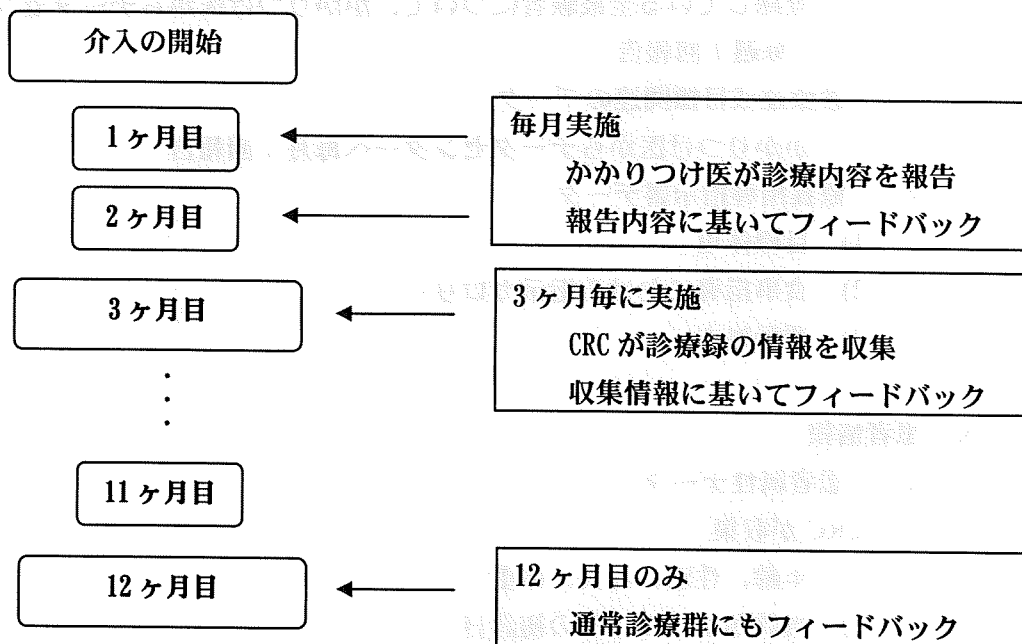 介入の開始
1ヶ月目
2ヶ月目
毎月実施
かかりつけ医が診療内容を報告
報告内容に基いてフィードバック
3ヶ月目
3ヶ月毎に実施
CRCが診療録の情報を収集
収集情報に基いてフィードバック
11ヶ月目
12ヶ月目
12ヶ月目のみ
通常診療群にもフィードバック